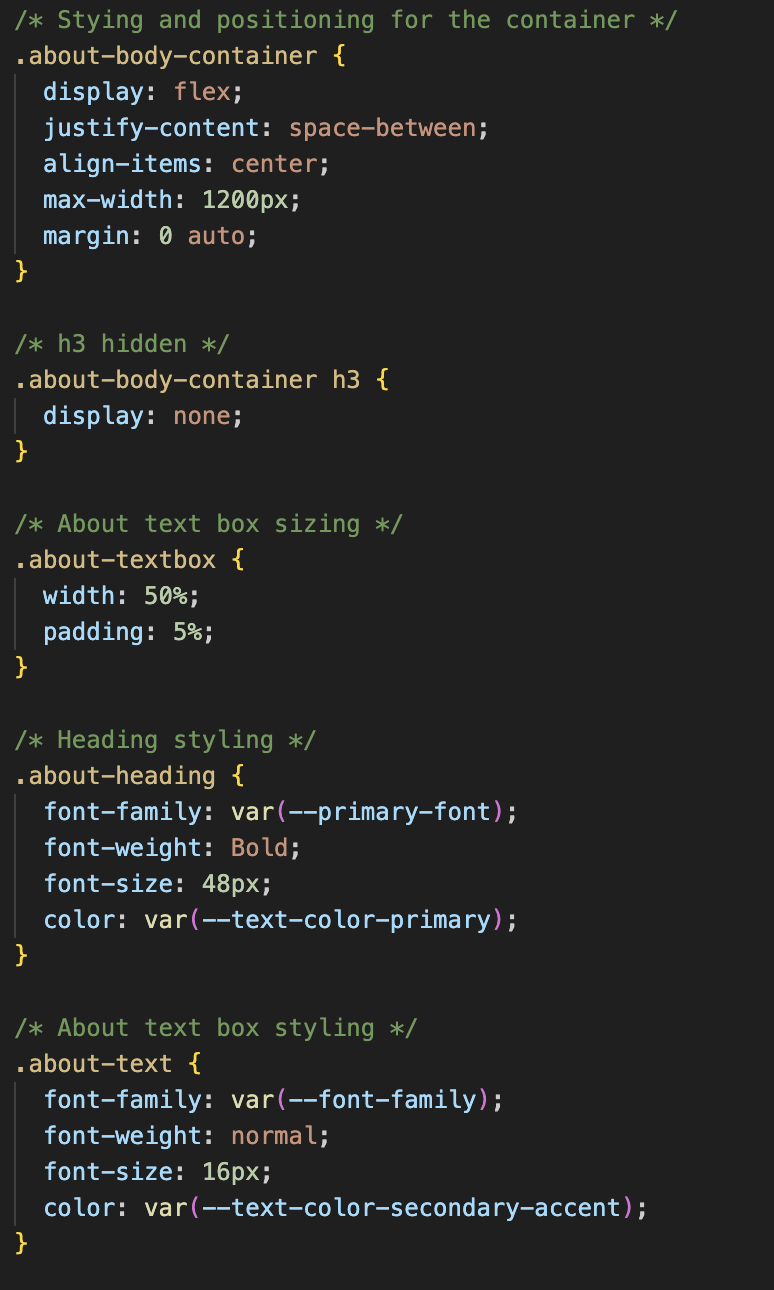 /* Stying and positioning for the container */
.about-body-container {
  display: flex;
  justify-content: space-between;
  align-items: center;
  max-width: 1200px;
  margin: 0 auto;
}

/* h3 hidden */
.about-body-container h3 {
  display: none;
}

/* About text box sizing */
.about-textbox {
  width: 50%;
  padding: 5%;
}

/* Heading styling */
.about-heading {
  font-family: var(--primary-font);
  font-weight: Bold;
  font-size: 48px;
  color: var(--text-color-primary);
}

/* About text box styling */
.about-text {
  font-family: var(--font-family);
  font-weight: normal;
  font-size: 16px;
  color: var(--text-color-secondary-accent);
}